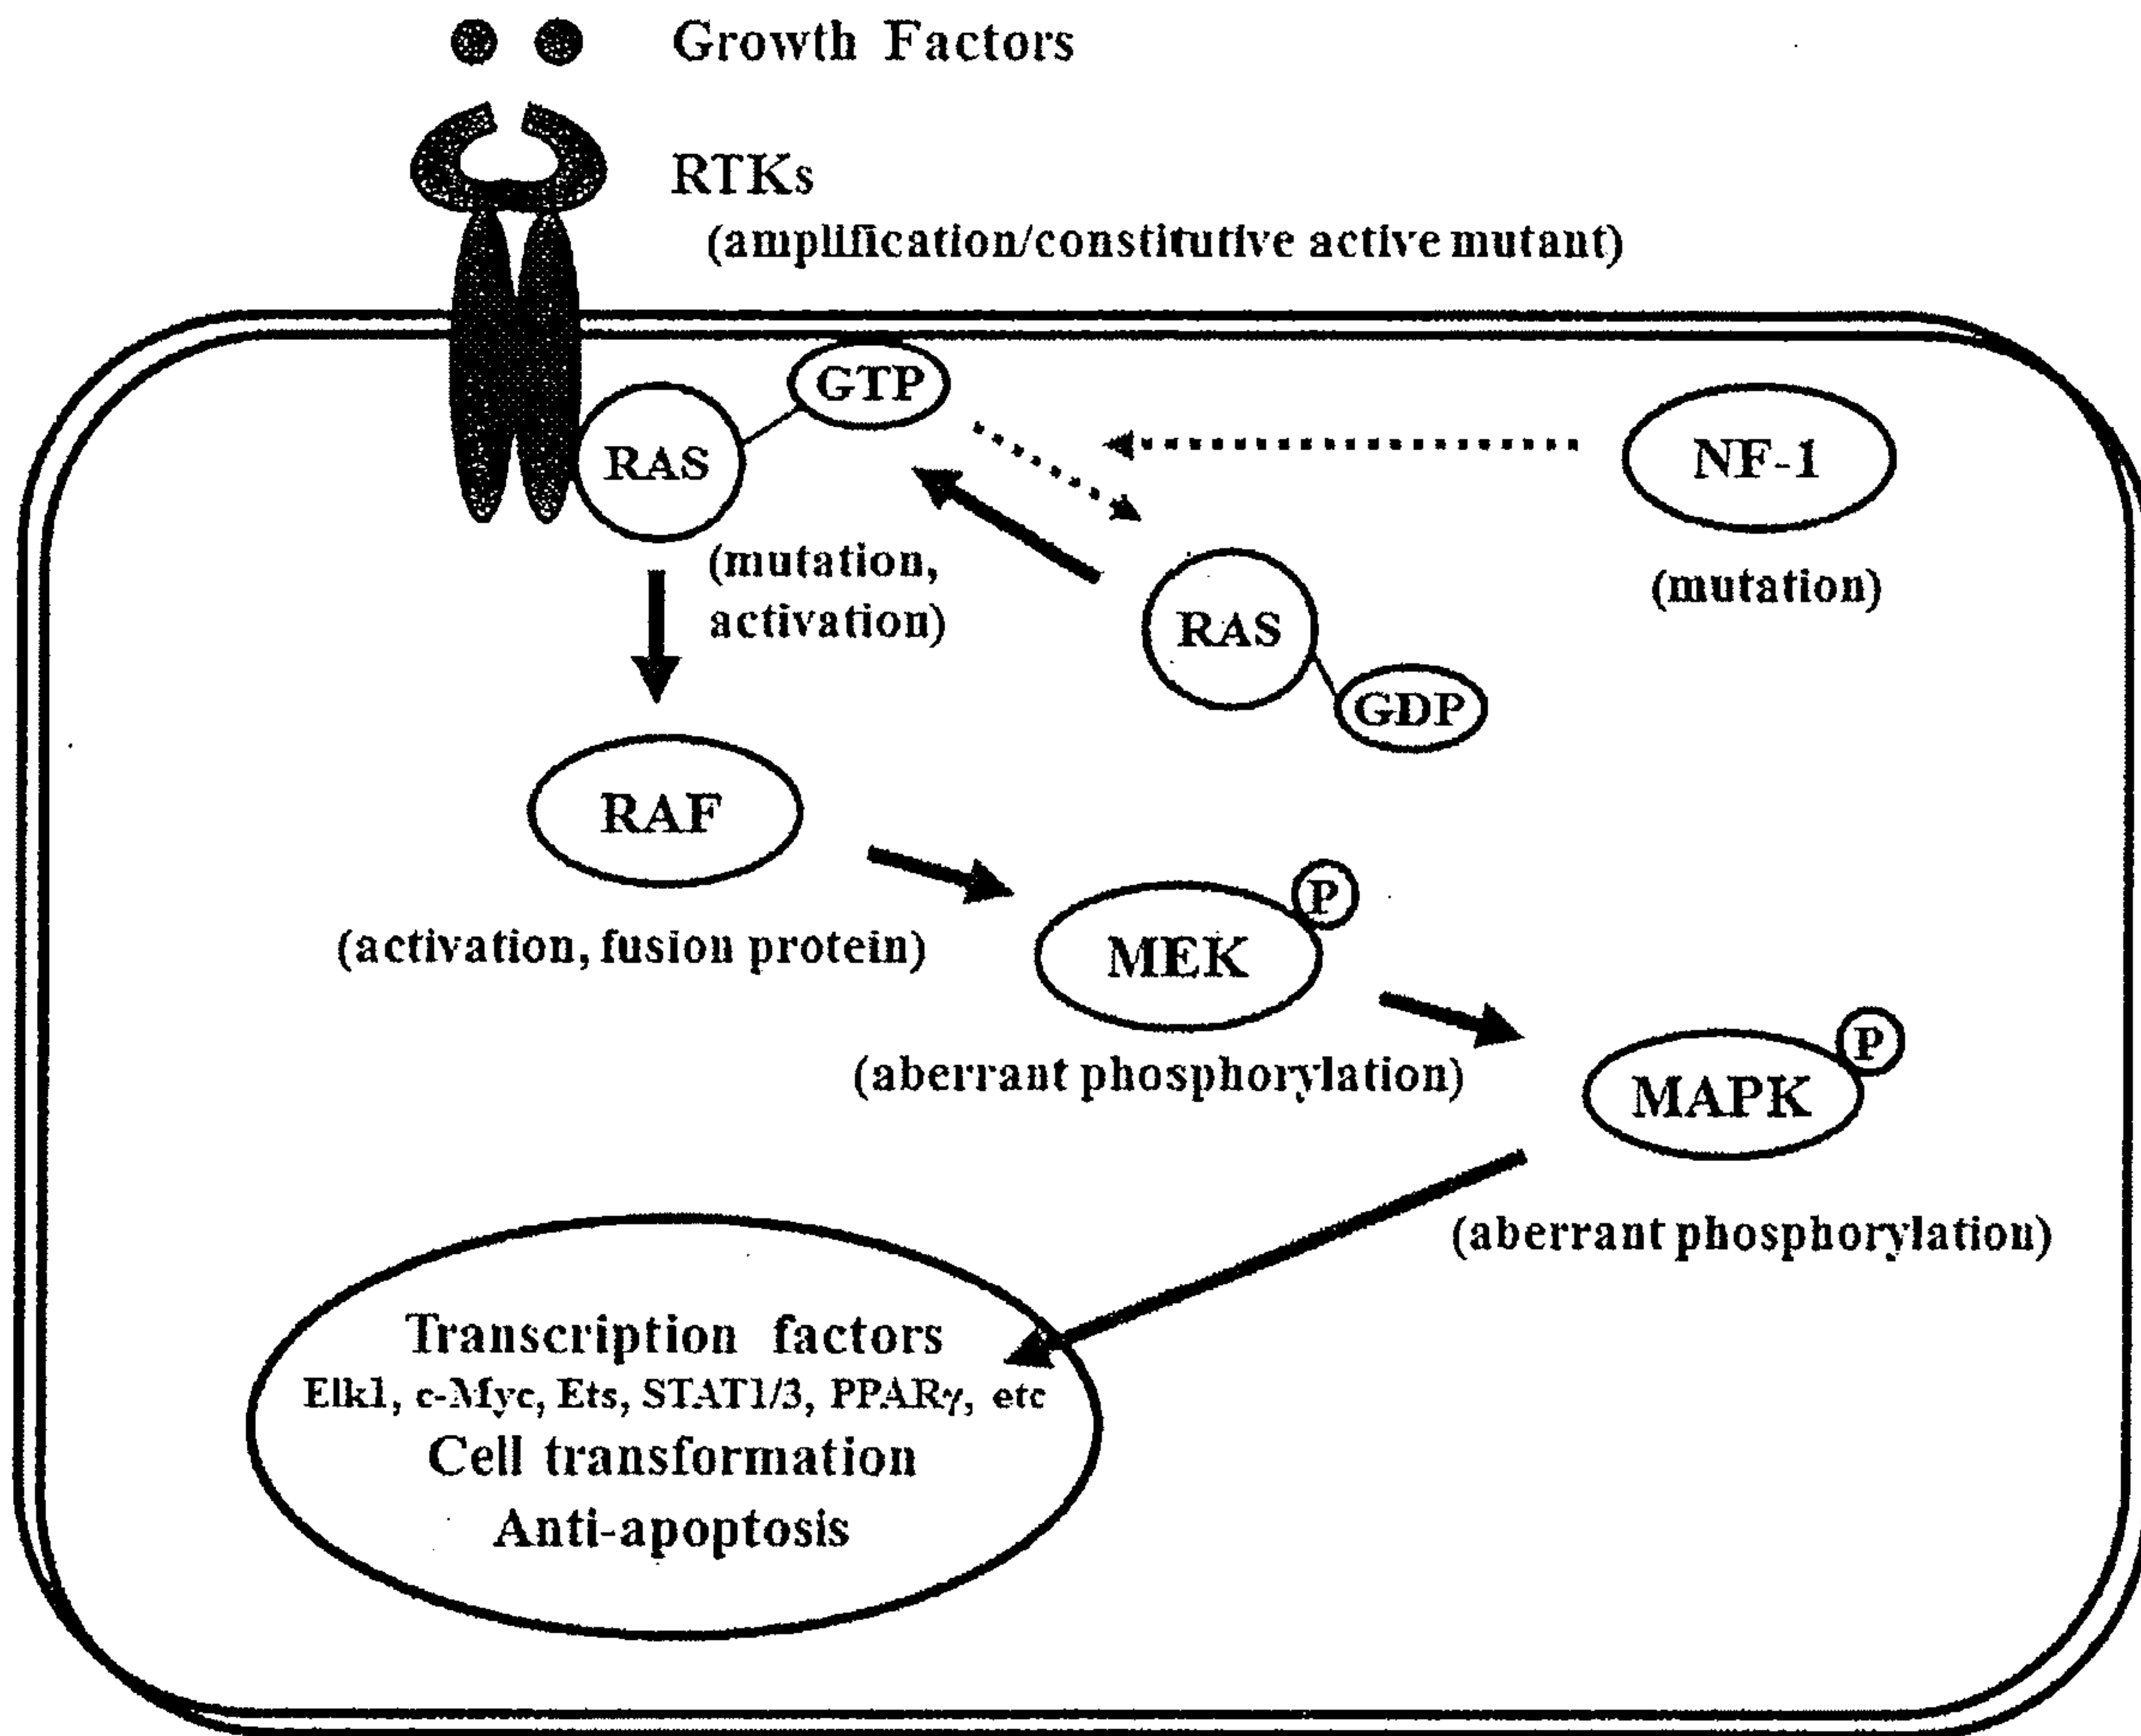 Growth Factors
RTKs
(amplification/constitutive active mutant)
GTP
RAS
NF-1
(mutation,
activation)
(mutation)
RAS
GDP
RAF
P
(activation, fusion protein)
MEK
P
(aberrant phosphorylation)
MAPK
(aberrant phosphorylation)
Transcription factors
Elk1, c-Myc, Ets, STAT1/3, PPARγ, etc
Cell transformation
Anti-apoptosis